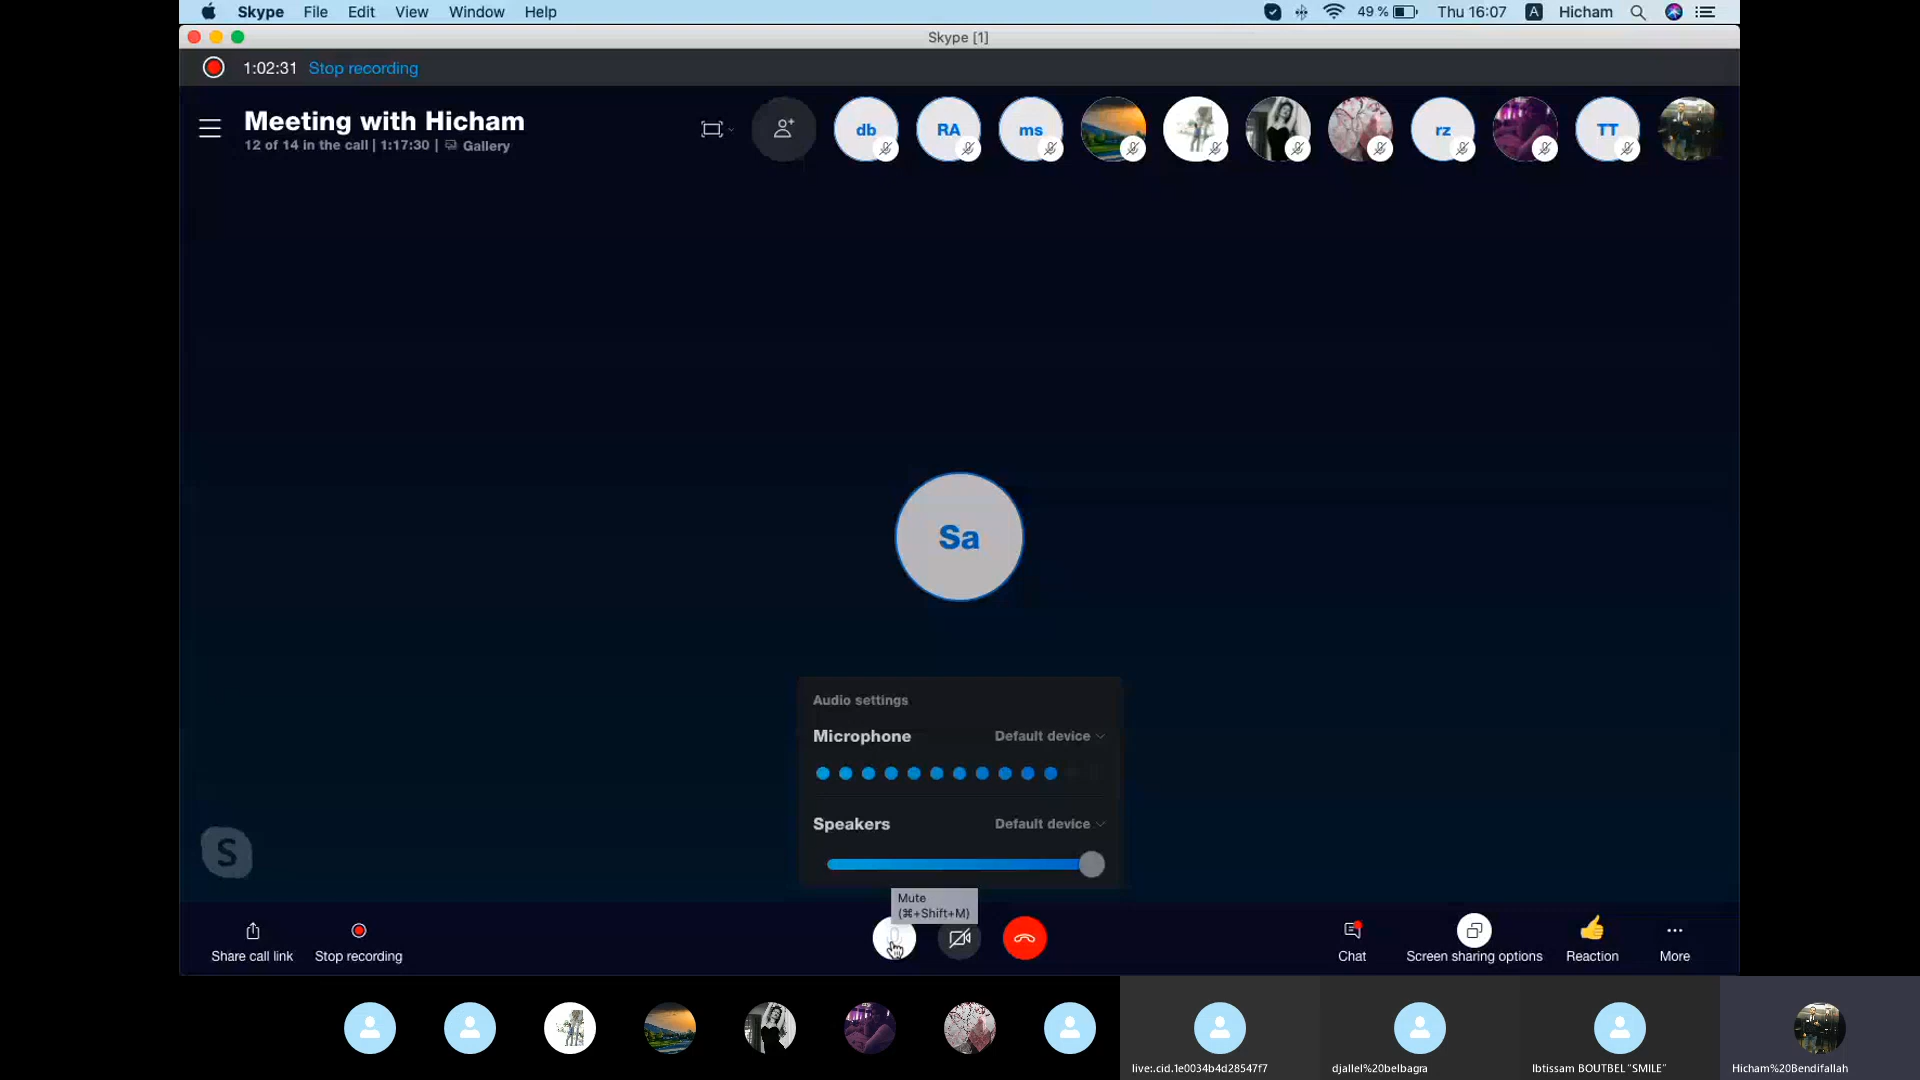 Skype File Edit View Window Help 49 % Thu 16:07 A Hicham
Skype [1]
1:02:31 Stop recording
Meeting with Hicham
12 of 14 in the call | 1:17:30 | Gallery
db RA ms rz TT
Sa
Audio settings
Microphone Default device
Speakers Default device
S
Mute
(⌘+Shift+M)
Share call link Stop recording Chat Screen sharing options Reaction More
live:.cid.1e0034b4d28547f7 djallel%20belbagra Ibtissam BOUTBEL "SMILE" Hicham%20Bendifallah